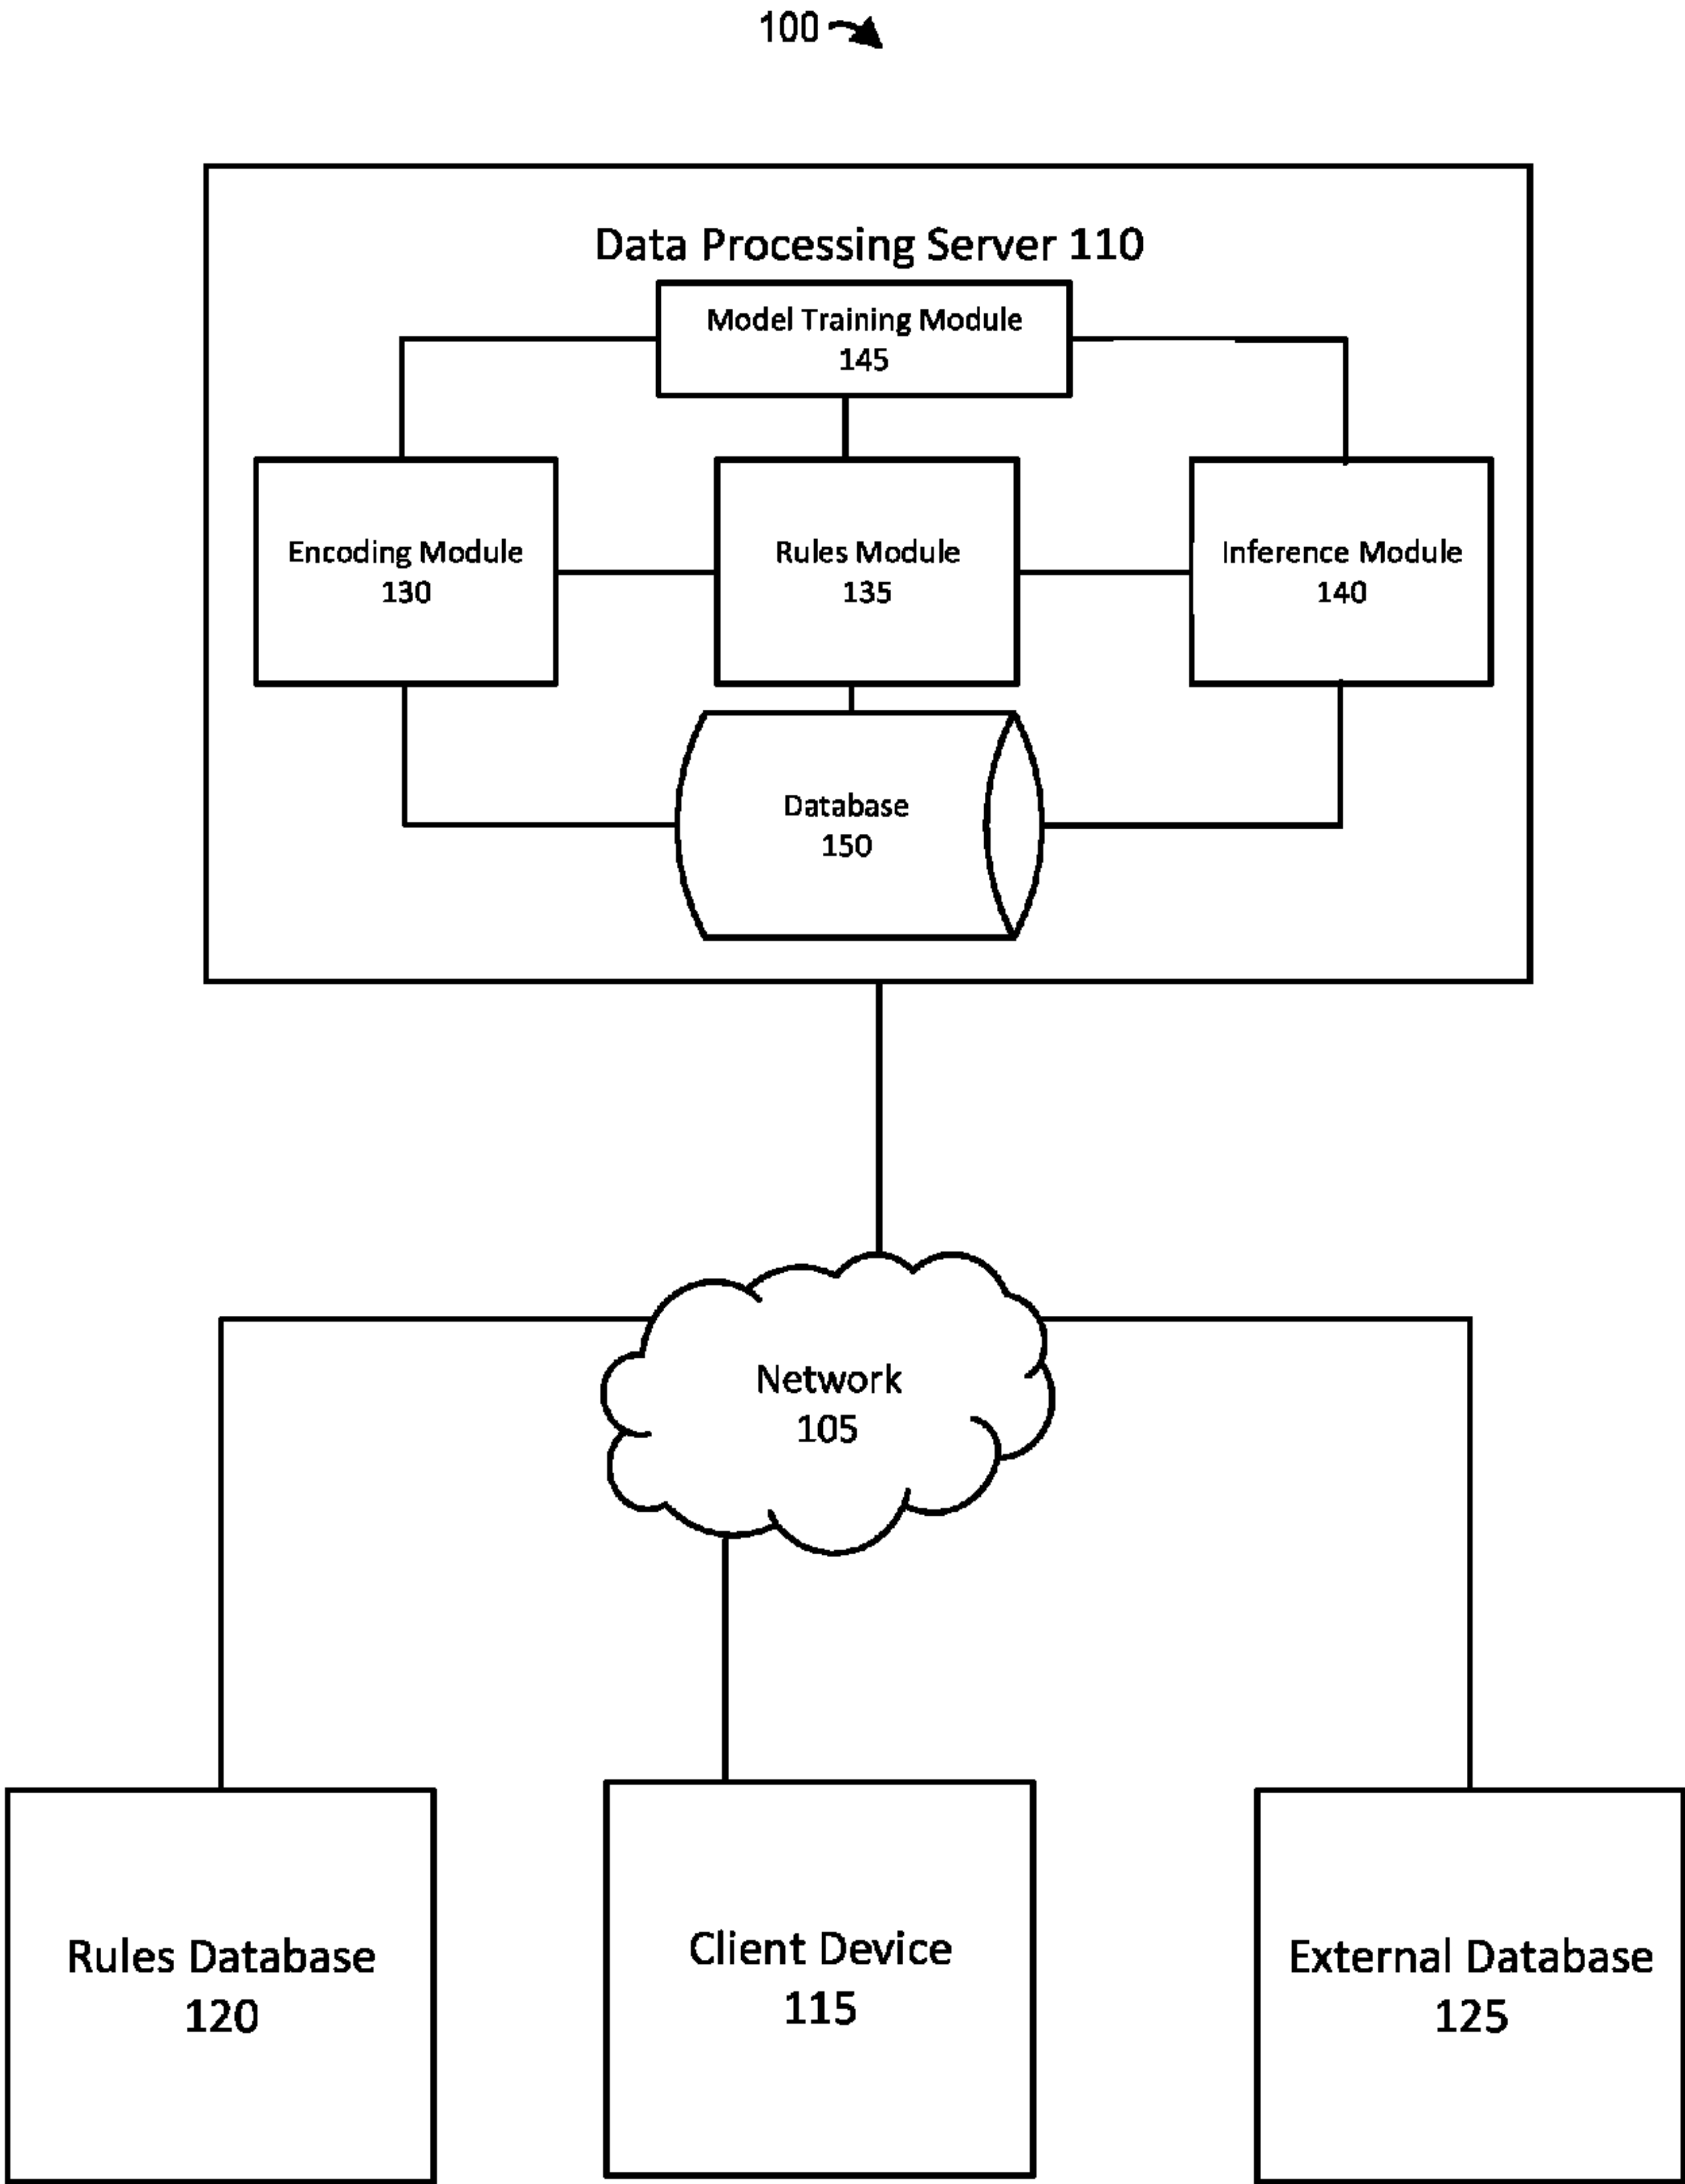 100
Data Processing Server 110
Model Training Module
145
Encoding Module
130
Rules Module
135
Inference Module
140
Database
150
Network
105
Rules Database
120
Client Device
115
External Database
125